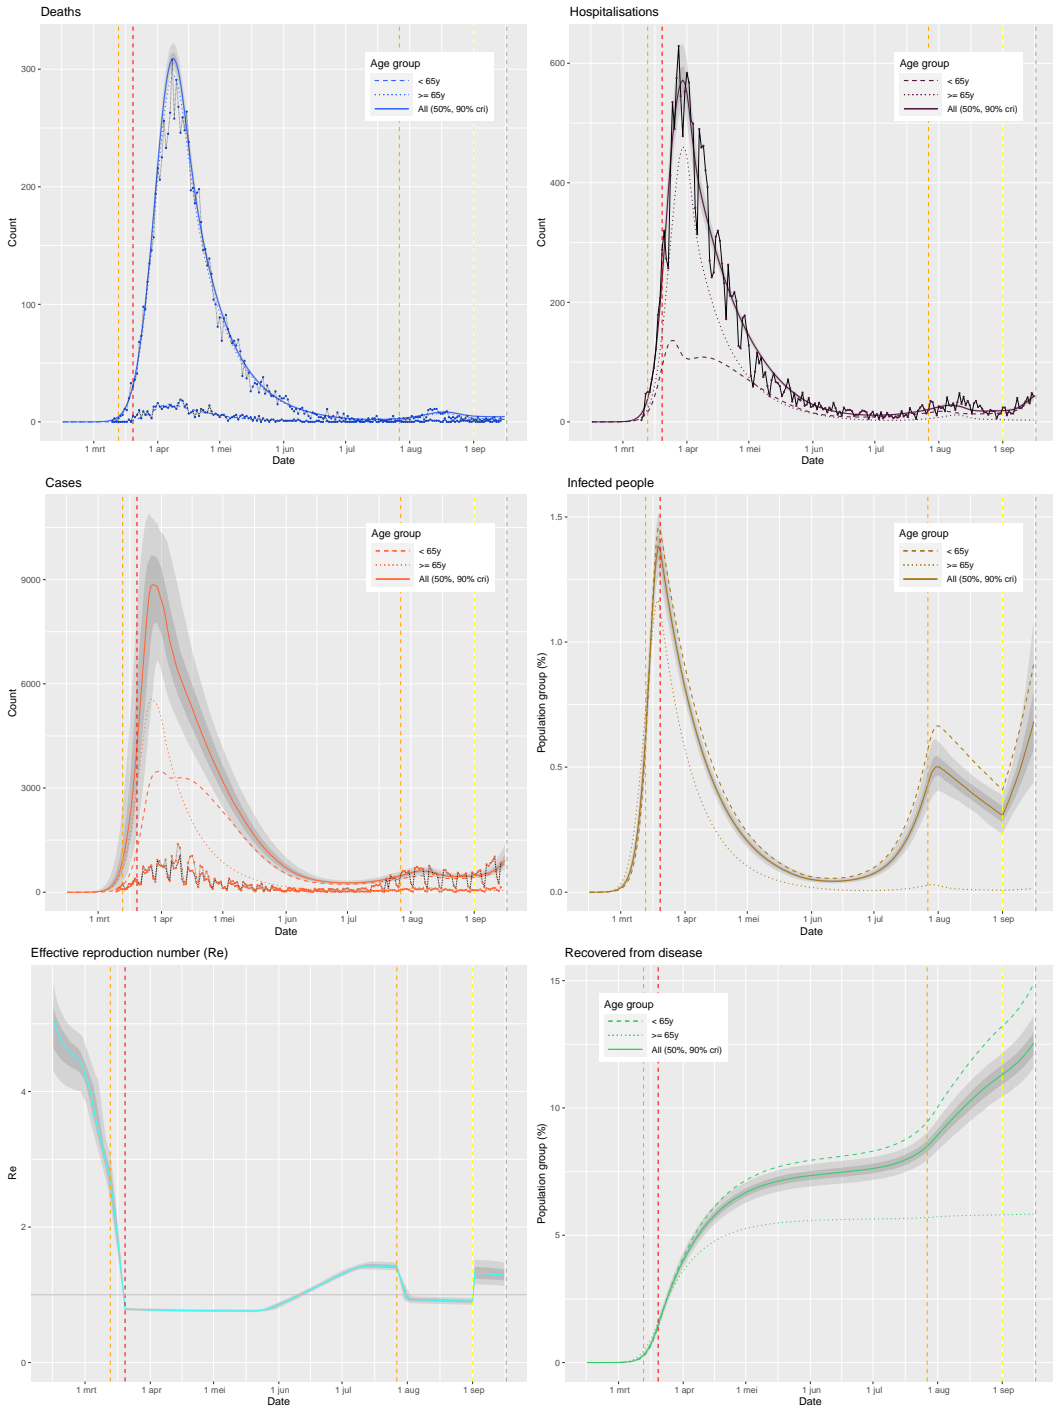 Deaths
Count
300
200
100
0
Age group
< 65y
>= 65y
All (50%, 90% cri)
1 mrt
1 apr
1 mei
1 jun
1 jul
1 aug
1 sep
Date
Hospitalisations
Count
600
400
200
0
Age group
< 65y
>= 65y
All (50%, 90% cri)
1 mrt
1 apr
1 mei
1 jun
1 jul
1 aug
1 sep
Date
Cases
Count
9000
6000
3000
0
Age group
< 65y
>= 65y
All (50%, 90% cri)
1 mrt
1 apr
1 mei
1 jun
1 jul
1 aug
1 sep
Date
Infected people
Population group (%)
1.5
1.0
0.5
0.0
Age group
< 65y
>= 65y
All (50%, 90% cri)
1 mrt
1 apr
1 mei
1 jun
1 jul
1 aug
1 sep
Date
Effective reproduction number (Re)
Re
4
2
0
1 mrt
1 apr
1 mei
1 jun
1 jul
1 aug
1 sep
Date
Recovered from disease
Population group (%)
15
10
5
0
Age group
< 65y
>= 65y
All (50%, 90% cri)
1 mrt
1 apr
1 mei
1 jun
1 jul
1 aug
1 sep
Date